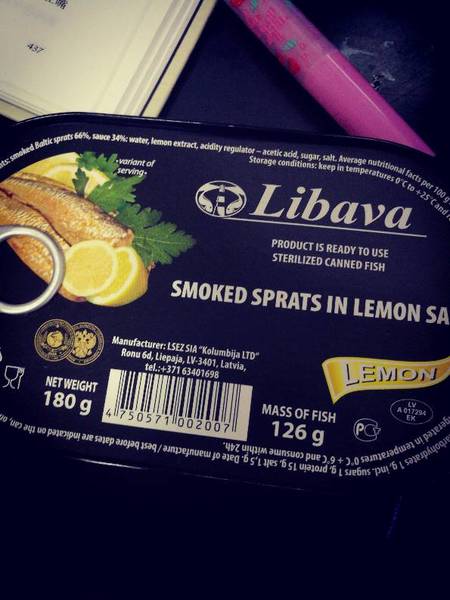 437
nts: smoked Baltic sprats 66%, sauce 34%: water, lemon extract, acidity regulator – acetic acid, sugar, salt. Average nutritional facts per 100 g
Storage conditions: keep in temperatures 0°C to +25°C and
-variant of
serving-
Libava
PRODUCT IS READY TO USE
STERILIZED CANNED FISH
SMOKED SPRATS IN LEMON SA
LEMON
Manufacturer: LSEZ SIA "Kolumbija LTD"
Ronu 6d, Liepaja, LV-3401, Latvia,
tel.:+371 63401698
NET WEIGHT
180 g
4 750571 002007
MASS OF FISH
126 g
LV
A 017294
EK
carbohydrates 1 g, incl. sugars 1 g, protein 15 g, salt 1,5 g. Date of manufacture / best before dates are indicated on the can.
gerated in temperatures 0°C + 6°C and consume within 24h.